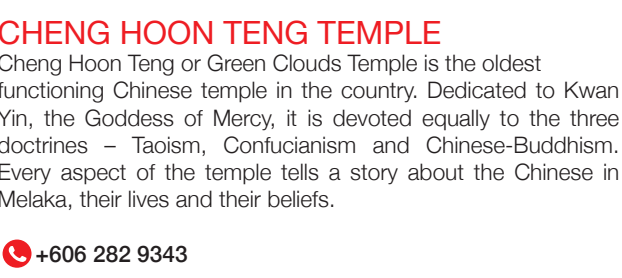 CHENG HOON TENG TEMPLE
Cheng Hoon Teng or Green Clouds Temple is the oldest
functioning Chinese temple in the country. Dedicated to Kwan
Yin, the Goddess of Mercy, it is devoted equally to the three
doctrines – Taoism, Confucianism and Chinese-Buddhism.
Every aspect of the temple tells a story about the Chinese in
Melaka, their lives and their beliefs.
+606 282 9343